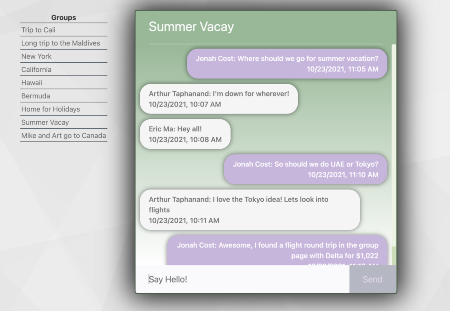 Groups
Trip to Cali
Long trip to the Maldives
New York
California
Hawaii
Bermuda
Home for Holidays
Summer Vacay
Mike and Art go to Canada
Summer Vacay
Jonah Cost: Where should we go for summer vacation?
10/23/2021, 11:05 AM
Arthur Taphanand: I'm down for wherever!
10/23/2021, 10:07 AM
Eric Ma: Hey all!
10/23/2021, 10:08 AM
Jonah Cost: So should we do UAE or Tokyo?
10/23/2021, 11:10 AM
Arthur Taphanand: I love the Tokyo idea! Lets look into
flights
10/23/2021, 10:11 AM
Jonah Cost: Awesome, I found a flight round trip in the group
page with Delta for $1,022
Say Hello!
Send